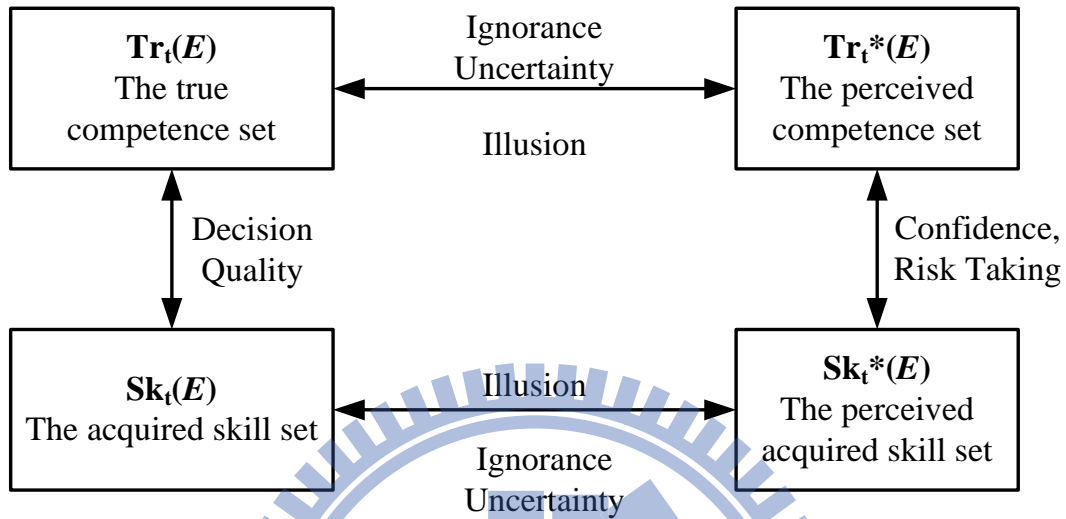 Trₜ(E)
The true
competence set
Ignorance
Uncertainty
Illusion
Trₜ*(E)
The perceived
competence set
Decision
Quality
Confidence,
Risk Taking
Skₜ(E)
The acquired skill set
Illusion
Ignorance
Uncertainty
Skₜ*(E)
The perceived
acquired skill set